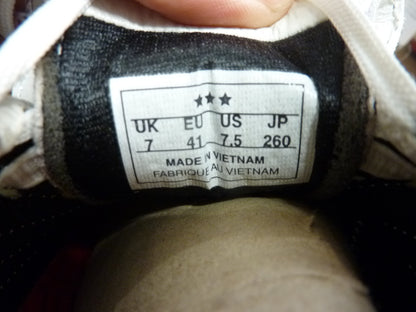 UK EU US JP
7 41 7.5 260
MADE IN VIETNAM
FABRIQUE AU VIETNAM